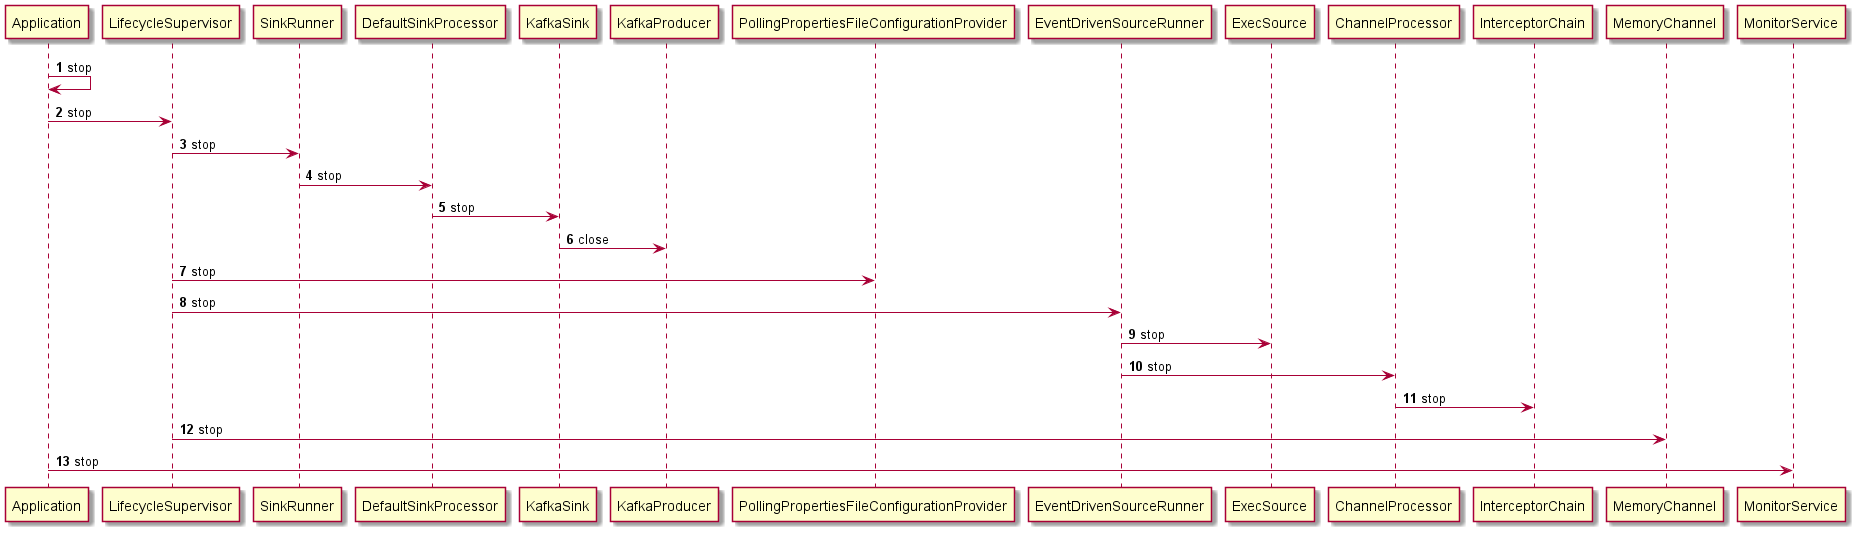 Application LifecycleSupervisor SinkRunner DefaultSinkProcessor KafkaSink KafkaProducer PollingPropertiesFileConfigurationProvider EventDrivenSourceRunner ExecSource ChannelProcessor InterceptorChain MemoryChannel MonitorService
1 stop
2 stop
3 stop
4 stop
5 stop
6 close
7 stop
8 stop
9 stop
10 stop
11 stop
12 stop
13 stop
Application LifecycleSupervisor SinkRunner DefaultSinkProcessor KafkaSink KafkaProducer PollingPropertiesFileConfigurationProvider EventDrivenSourceRunner ExecSource ChannelProcessor InterceptorChain MemoryChannel MonitorService